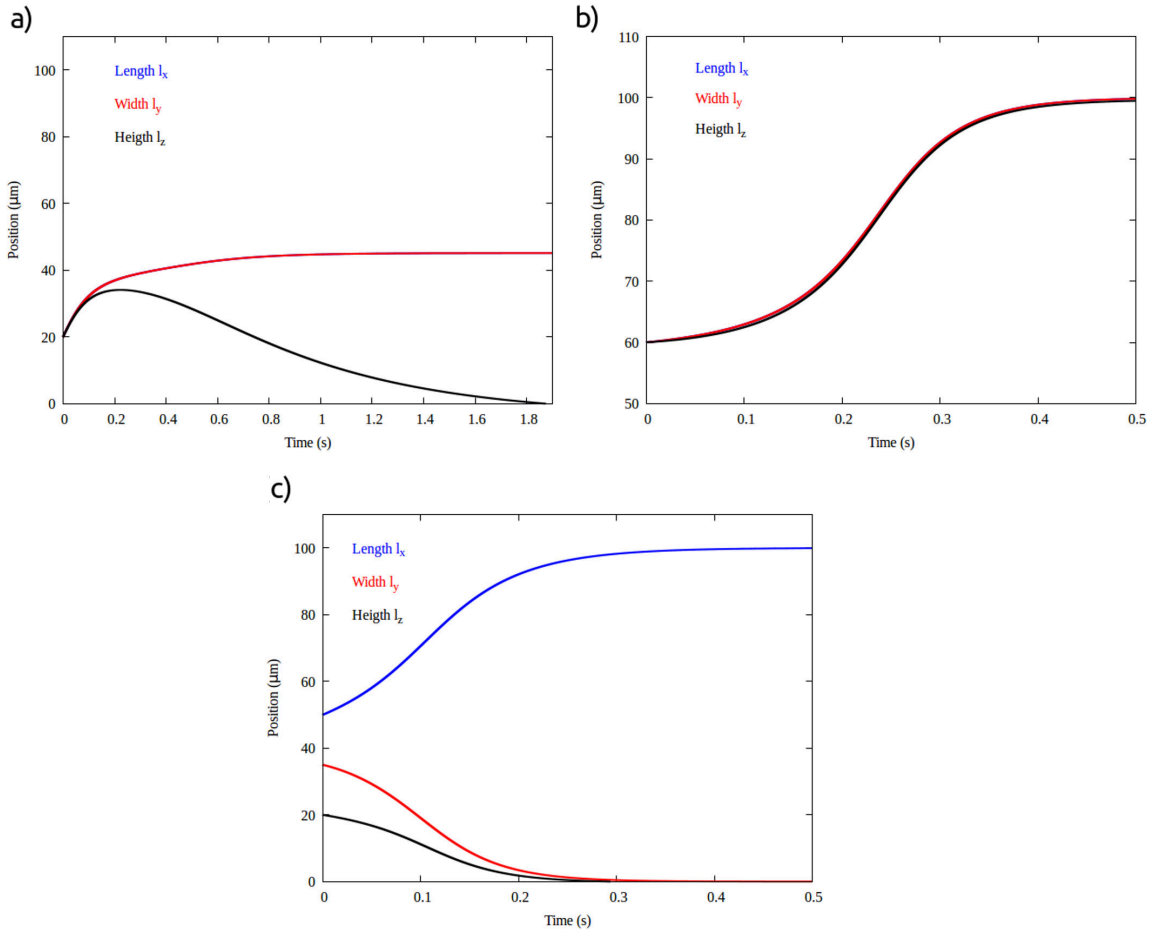 a)
100
80
60
40
20
0
Position (μm)
Length lx
Width ly
Heigth lz
0 0.2 0.4 0.6 0.8 1 1.2 1.4 1.6 1.8
Time (s)
b)
110
100
90
80
70
60
50
Position (μm)
Length lx
Width ly
Heigth lz
0 0.1 0.2 0.3 0.4 0.5
Time (s)
c)
100
80
60
40
20
0
Position (μm)
Length lx
Width ly
Heigth lz
0 0.1 0.2 0.3 0.4 0.5
Time (s)